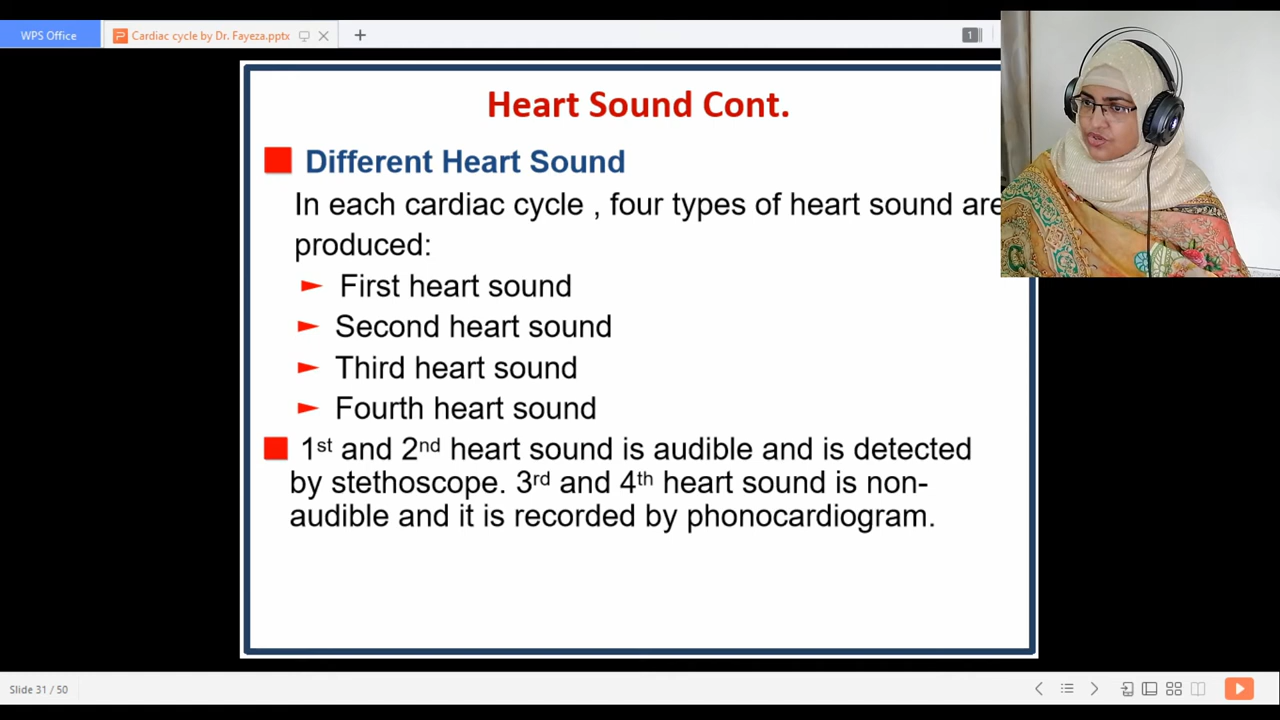 WPS Office
Cardiac cycle by Dr. Fayeza.pptx
1
Heart Sound Cont.
Different Heart Sound
In each cardiac cycle , four types of heart sound are
produced:
► First heart sound
► Second heart sound
► Third heart sound
► Fourth heart sound
1st and 2nd heart sound is audible and is detected
by stethoscope. 3rd and 4th heart sound is non-
audible and it is recorded by phonocardiogram.
Slide 31 / 50